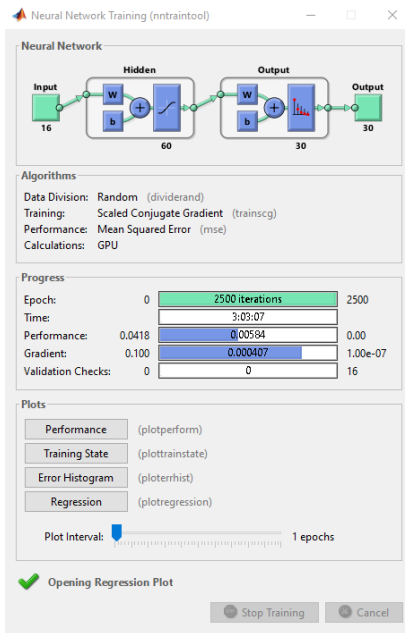 Neural Network Training (nntraintool)
Neural Network
Hidden
Output
Input
Output
W
W
+
+
b
b
16
30
60
30
Algorithms
Data Division: Random (dividerand)
Training: Scaled Conjugate Gradient (trainscg)
Performance: Mean Squared Error (mse)
Calculations: GPU
Progress
Epoch: 0 2500 iterations 2500
Time: 3:03:07
Performance: 0.0418 0.00584 0.00
Gradient: 0.100 0.000407 1.00e-07
Validation Checks: 0 0 16
Plots
Performance (plotperform)
Training State (plottrainstate)
Error Histogram (ploterrhist)
Regression (plotregression)
Plot Interval: 1 epochs
Opening Regression Plot
Stop Training Cancel